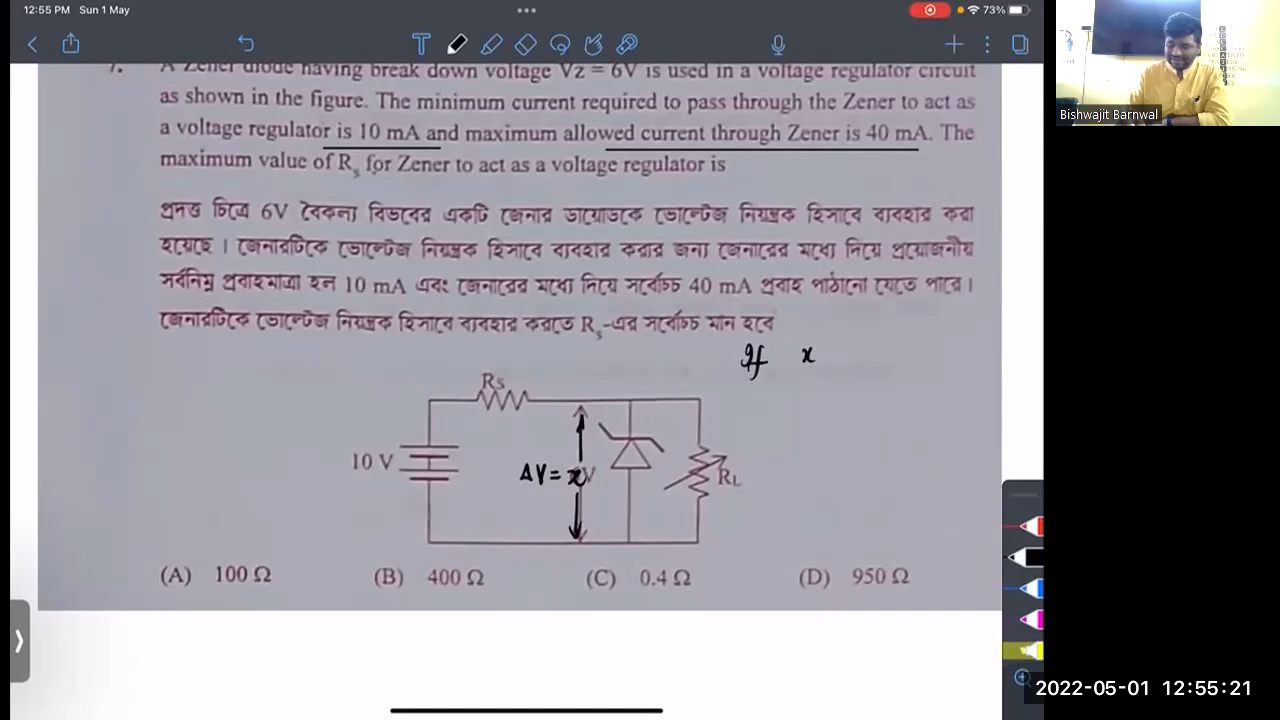 12:55 PM Sun 1 May
73%
T
Bishwajit Barnwal
7. A Zener diode having break down voltage Vz = 6V is used in a voltage regulator circuit
as shown in the figure. The minimum current required to pass through the Zener to act as
a voltage regulator is 10 mA and maximum allowed current through Zener is 40 mA. The
maximum value of Rs for Zener to act as a voltage regulator is
প্রদত্ত চিত্রে 6V বৈকল্য বিভবের একটি জেনার ডায়োডকে ভোল্টেজ নিয়ন্ত্রক হিসাবে ব্যবহার করা
হয়েছে। জেনারটিকে ভোল্টেজ নিয়ন্ত্রক হিসাবে ব্যবহার করার জন্য জেনারের মধ্যে দিয়ে প্রয়োজনীয়
সর্বনিম্ন প্রবাহমাত্রা হল 10 mA এবং জেনারের মধ্যে দিয়ে সর্বোচ্চ 40 mA প্রবাহ পাঠানো যেতে পারে।
জেনারটিকে ভোল্টেজ নিয়ন্ত্রক হিসাবে ব্যবহার করতে Rs-এর সর্বোচ্চ মান হবে
If x
Rs
10 V
ΔV = x
V
RL
(A) 100 Ω (B) 400 Ω (C) 0.4 Ω (D) 950 Ω
2022-05-01 12:55:21